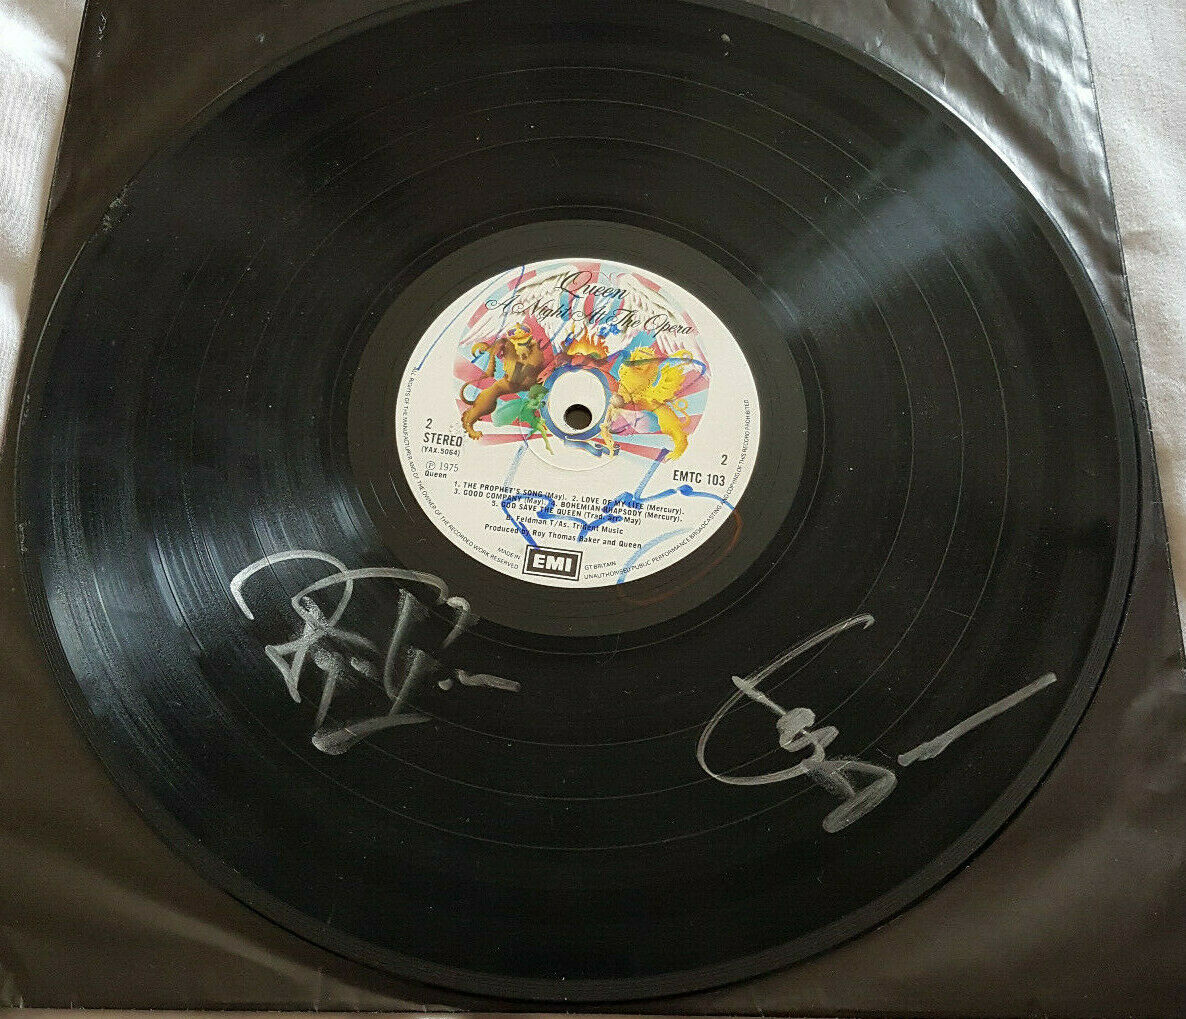 Queen
A Night At The Opera
2
STEREO
(YAX.5064)
Ⓟ 1975
Queen
2
EMTC 103
1. THE PROPHET'S SONG (May). 2. LOVE OF MY LIFE (Mercury).
3. GOOD COMPANY (May). 4. BOHEMIAN RHAPSODY (Mercury).
5. GOD SAVE THE QUEEN (Trad. arr. May)
Feldman T/As. Trident Music
Produced by Roy Thomas Baker and Queen
MADE IN EMI GT BRITAIN
ALL RIGHTS OF THE MANUFACTURER AND OF THE OWNER OF THE RECORDED WORK RESERVED
UNAUTHORISED PUBLIC PERFORMANCE BROADCASTING AND COPYING OF THIS RECORD PROHIBITED